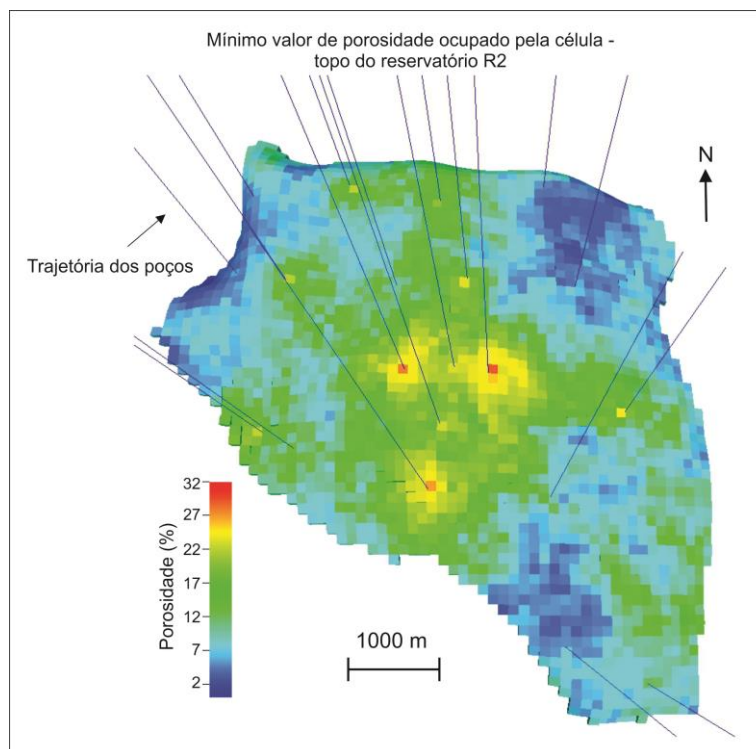 Mínimo valor de porosidade ocupado pela célula -
topo do reservatório R2
N
Trajetória dos poços
Porosidade (%)
32
27
22
17
12
7
2
1000 m